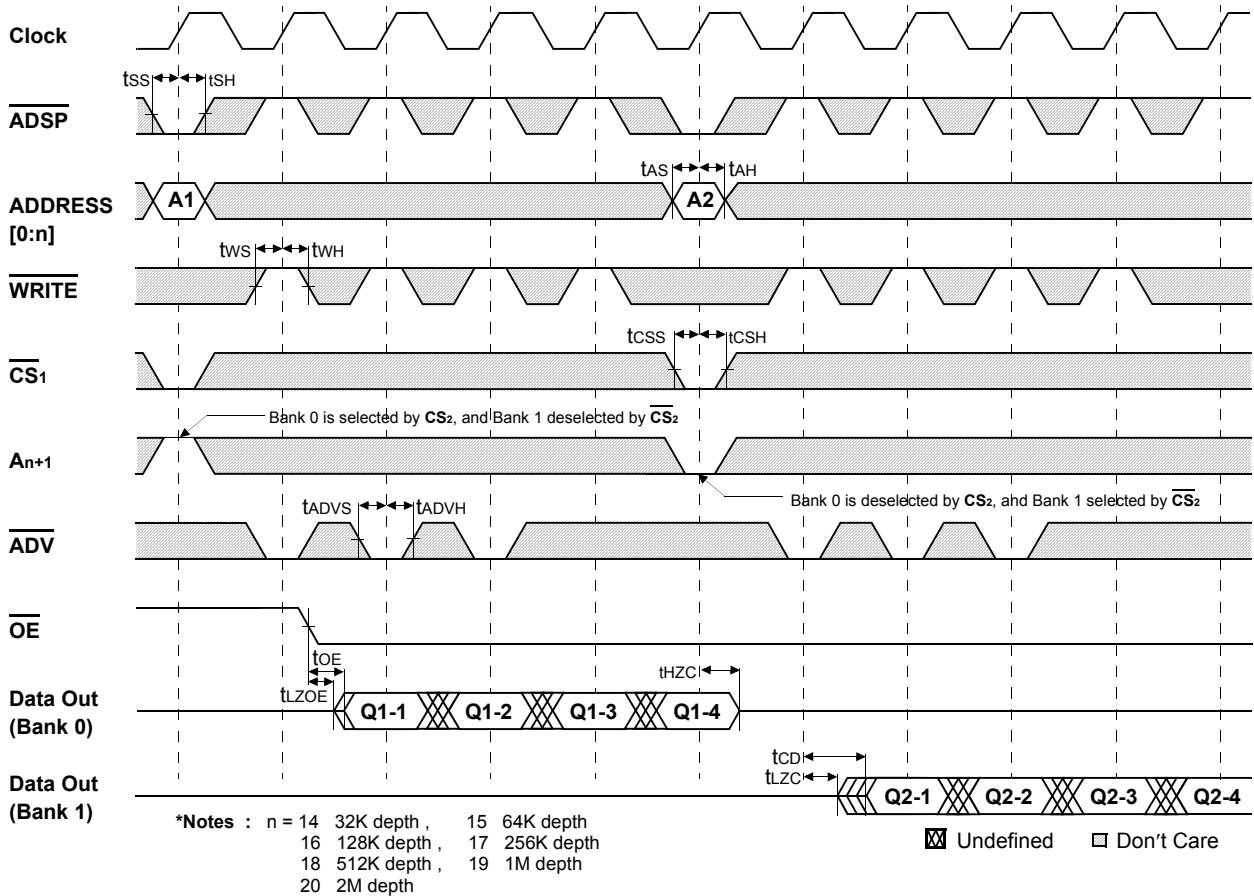 Clock
tSS tSH
ADSP
tAS tAH
ADDRESS
[0:n]
A1 A2
tWS tWH
WRITE
tCSS tCSH
CS1
Bank 0 is selected by CS2, and Bank 1 deselected by CS2
An+1
Bank 0 is deselected by CS2, and Bank 1 selected by CS2
tADVS tADVH
ADV
OE
tOE
tHZC
tLZOE
Data Out
(Bank 0)
Q1-1 Q1-2 Q1-3 Q1-4
tCD
tLZC
Data Out
(Bank 1)
Q2-1 Q2-2 Q2-3 Q2-4
*Notes : n = 14 32K depth , 15 64K depth
16 128K depth , 17 256K depth
18 512K depth , 19 1M depth
20 2M depth
Undefined Don't Care